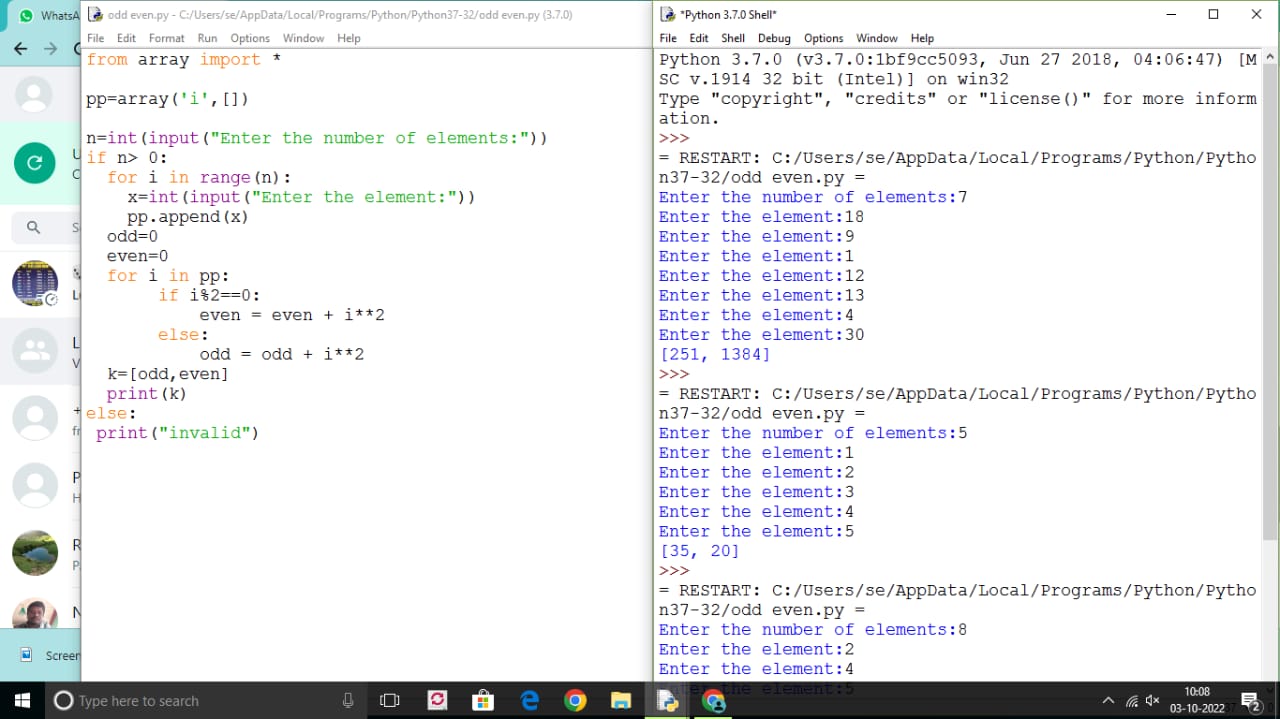 WhatsA
odd even.py - C:/Users/se/AppData/Local/Programs/Python/Python37-32/odd even.py (3.7.0)
File Edit Format Run Options Window Help
from array import *
pp=array('i',[])
n=int(input("Enter the number of elements:"))
if n> 0:
  for i in range(n):
    x=int(input("Enter the element:"))
    pp.append(x)
  odd=0
  even=0
  for i in pp:
       if i%2==0:
           even = even + i**2
       else:
           odd = odd + i**2
  k=[odd,even]
  print(k)
else:
 print("invalid")
*Python 3.7.0 Shell*
File Edit Shell Debug Options Window Help
Python 3.7.0 (v3.7.0:1bf9cc5093, Jun 27 2018, 04:06:47) [M
SC v.1914 32 bit (Intel)] on win32
Type "copyright", "credits" or "license()" for more inform
ation.
>>>
= RESTART: C:/Users/se/AppData/Local/Programs/Python/Pytho
n37-32/odd even.py =
Enter the number of elements:7
Enter the element:18
Enter the element:9
Enter the element:1
Enter the element:12
Enter the element:13
Enter the element:4
Enter the element:30
[251, 1384]
>>>
= RESTART: C:/Users/se/AppData/Local/Programs/Python/Pytho
n37-32/odd even.py =
Enter the number of elements:5
Enter the element:1
Enter the element:2
Enter the element:3
Enter the element:4
Enter the element:5
[35, 20]
>>>
= RESTART: C:/Users/se/AppData/Local/Programs/Python/Pytho
n37-32/odd even.py =
Enter the number of elements:8
Enter the element:2
Enter the element:4
Enter the element:5
Screen
Type here to search
10:08
03-10-2022
2